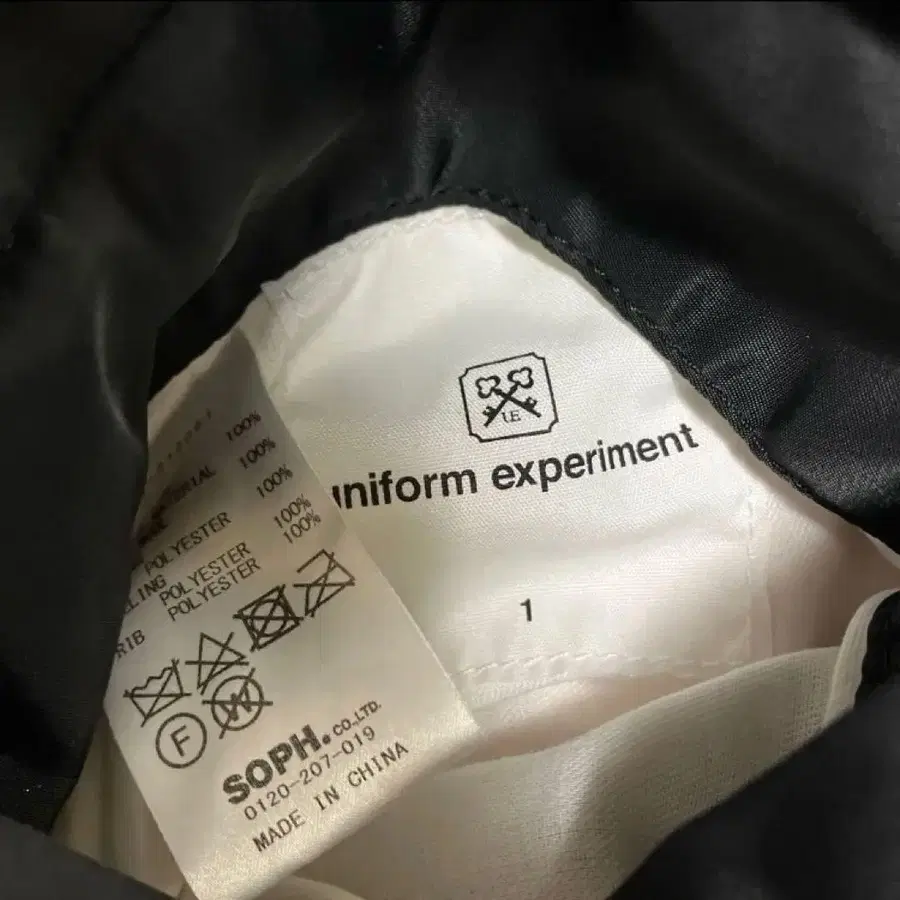 UE
uniform experiment
1
100%
100%
100%
POLYESTER 100%
POLYESTER 100%
RIB POLYESTER
F
W
SOPH.CO.,LTD.
0120-207-019
MADE IN CHINA